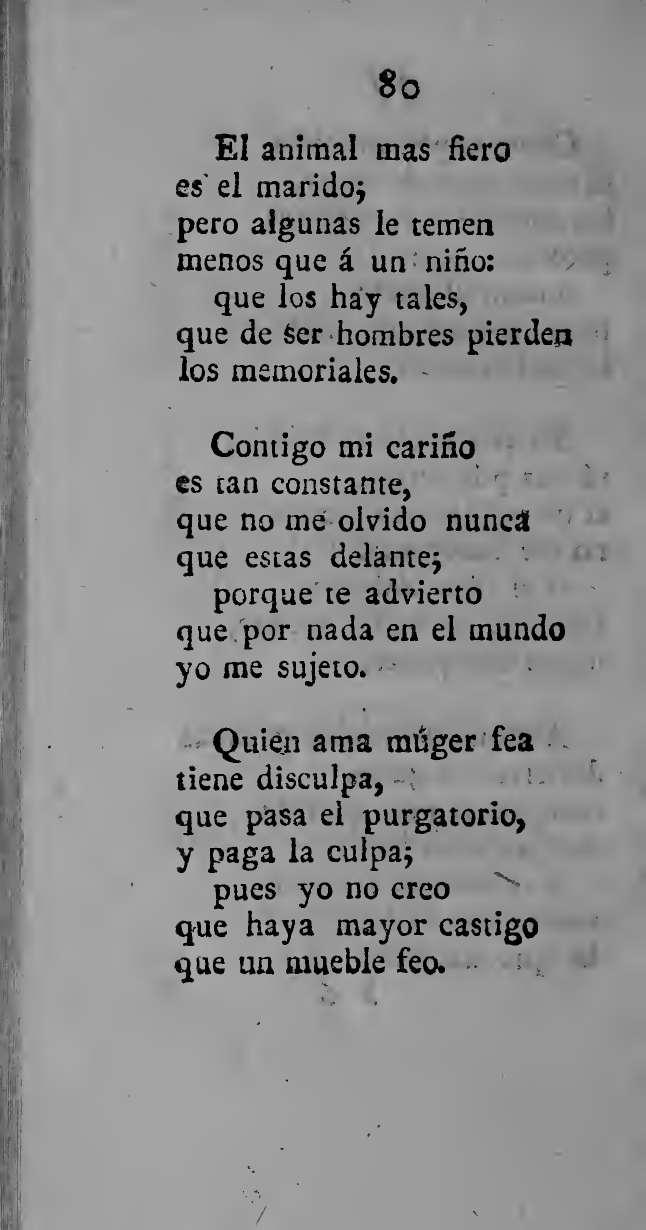 80
El animal mas fiero
es el marido;
pero algunas le temen
menos que á un niño:
que los hay tales,
que de ser hombres pierden
los memoriales.
Contigo mi cariño
es tan constante,
que no me olvido nunca
que estas delante;
porque te advierto
que por nada en el mundo
yo me sujeto.
Quien ama muger fea
tiene disculpa,
que pasa el purgatorio,
y paga la culpa;
pues yo no creo
que haya mayor castigo
que un mueble feo.